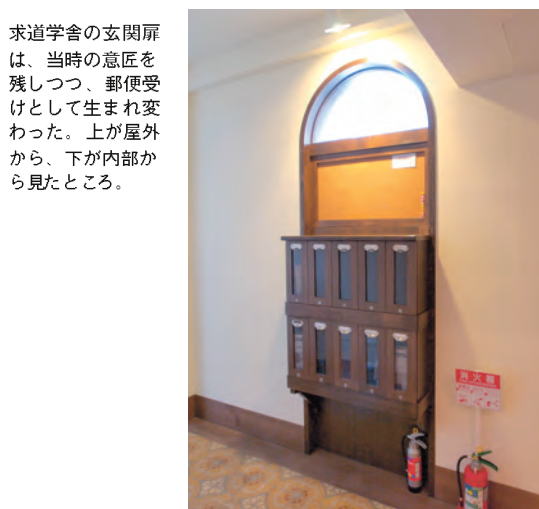 求道学舎の玄関扉
は、当時の意匠を
残しつつ、郵便受
けとして生まれ変
わった。上が屋外
から、下が内部か
ら見たところ。
消火器